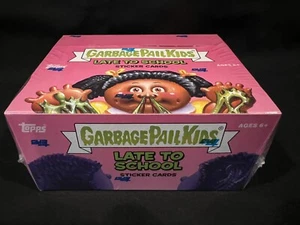 GARBAGE PAIL KIDS
LATE TO SCHOOL
STICKER CARDS
AGES 6+
Topps
GARBAGE PAIL KIDS
AGES 6+
LATE TO
SCHOOL
STICKER CARDS